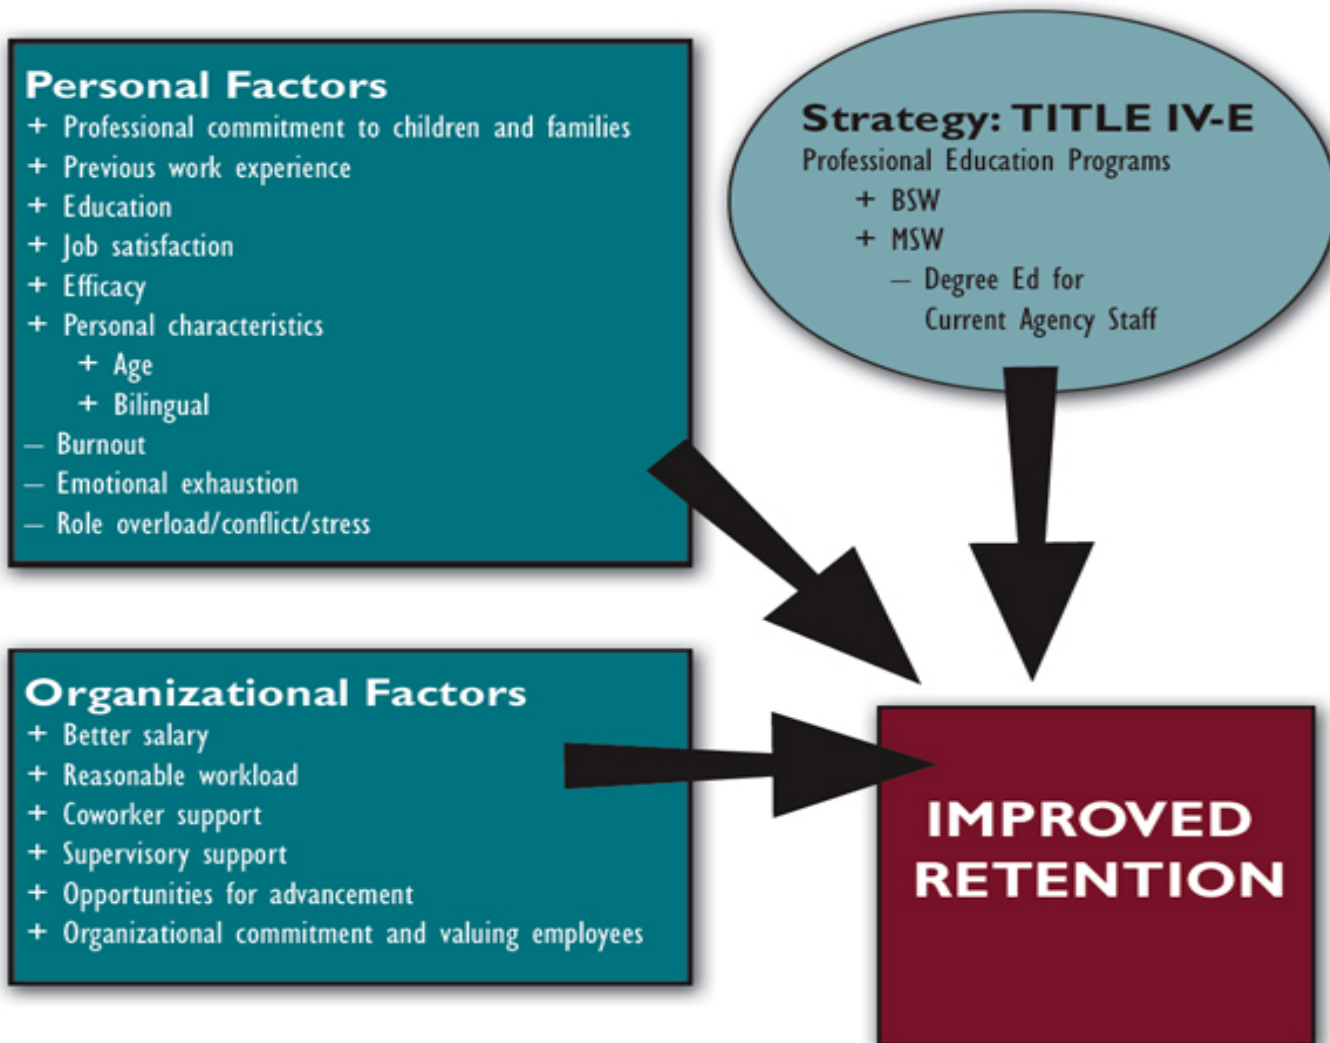 Personal Factors
+ Professional commitment to children and families
+ Previous work experience
+ Education
+ Job satisfaction
+ Efficacy
+ Personal characteristics
+ Age
+ Bilingual
— Burnout
— Emotional exhaustion
— Role overload/conflict/stress
Strategy: TITLE IV-E
Professional Education Programs
+ BSW
+ MSW
— Degree Ed for
Current Agency Staff
Organizational Factors
+ Better salary
+ Reasonable workload
+ Coworker support
+ Supervisory support
+ Opportunities for advancement
+ Organizational commitment and valuing employees
IMPROVED
RETENTION